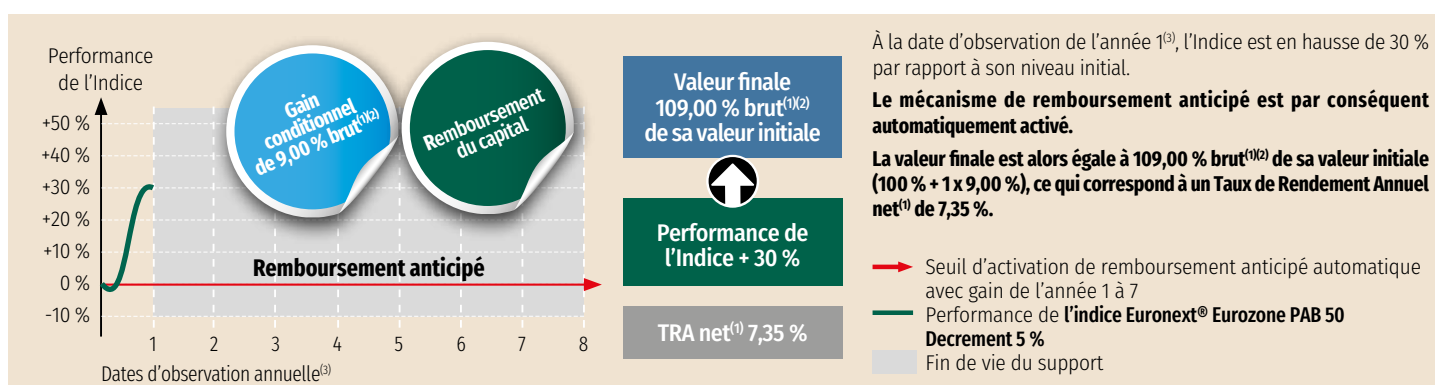 Performance
de l'Indice
+50 %
+40 %
+30 %
+20 %
+10 %
0 %
-10 %
1 2 3 4 5 6 7 8
Dates d'observation annuelle(3)
Gain
conditionnel
de 9,00 % brut(1)(2)
Remboursement
du capital
Remboursement anticipé
Valeur finale
109,00 % brut(1)(2)
de sa valeur initiale
Performance de
l'Indice + 30 %
TRA net(1) 7,35 %
À la date d'observation de l'année 1(3), l'Indice est en hausse de 30 %
par rapport à son niveau initial.
Le mécanisme de remboursement anticipé est par conséquent
automatiquement activé.
La valeur finale est alors égale à 109,00 % brut(1)(2) de sa valeur initiale
(100 % + 1 x 9,00 %), ce qui correspond à un Taux de Rendement Annuel
net(1) de 7,35 %.
Seuil d'activation de remboursement anticipé automatique
avec gain de l'année 1 à 7
Performance de l'indice Euronext® Eurozone PAB 50
Decrement 5 %
Fin de vie du support